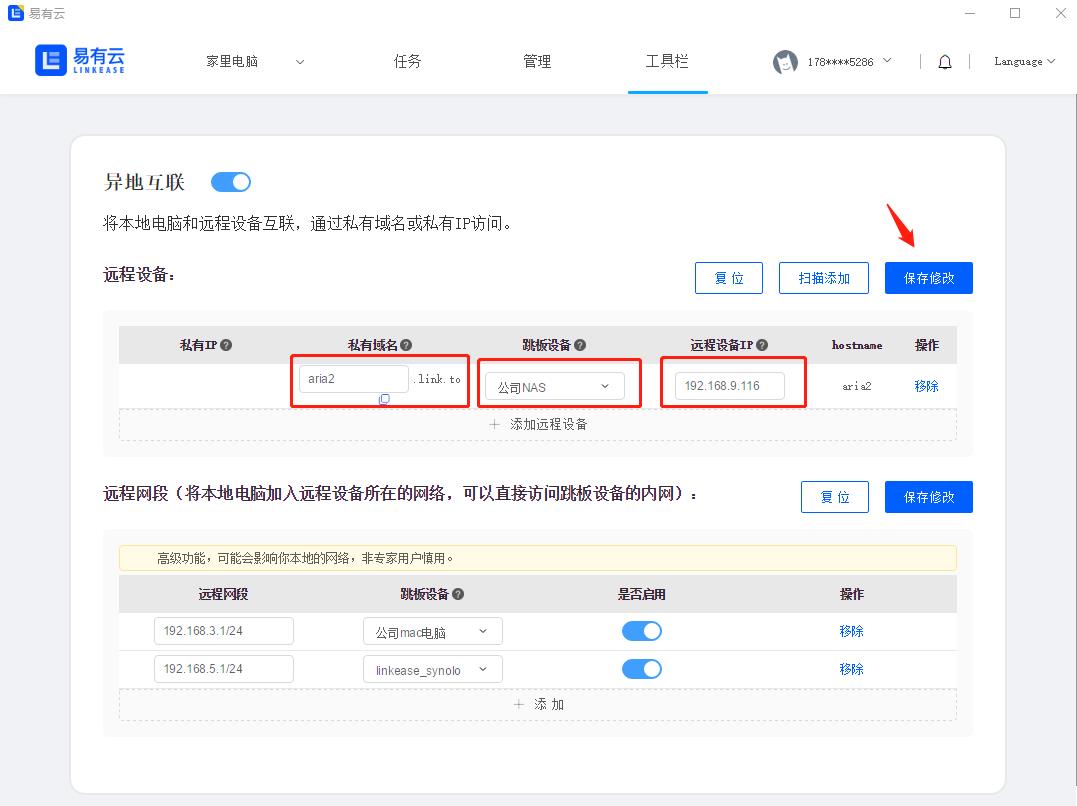 易有云
易有云
LINKEASE
家里电脑 任务 管理 工具栏 178****5286 Language
异地互联
将本地电脑和远程设备互联，通过私有域名或私有IP访问。
远程设备： 复 位 扫描添加 保存修改
私有IP 私有域名 跳板设备 远程设备IP hostname 操作
aria2 .link.to 公司NAS 192.168.9.116 aria2 移除
+ 添加远程设备
远程网段（将本地电脑加入远程设备所在的网络，可以直接访问跳板设备的内网）： 复 位 保存修改
高级功能，可能会影响你本地的网络，非专家用户慎用。
远程网段 跳板设备 是否启用 操作
192.168.3.1/24 公司mac电脑 移除
192.168.5.1/24 linkease_synolo 移除
+ 添 加